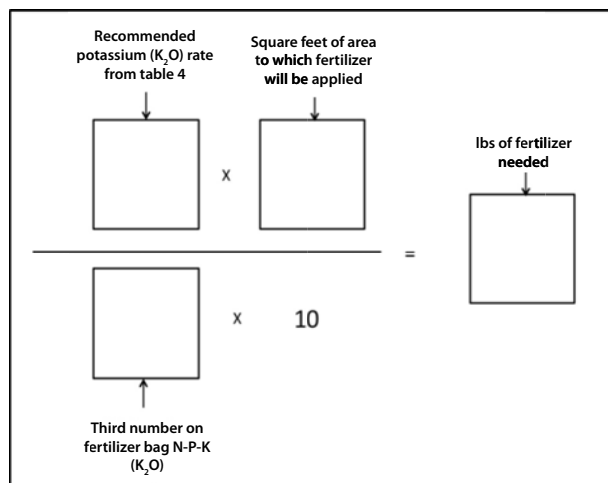 Recommended
potassium (K₂O) rate
from table 4
Square feet of area
to which fertilizer
will be applied
x
lbs of fertilizer
needed
=
x 10
Third number on
fertilizer bag N-P-K
(K₂O)